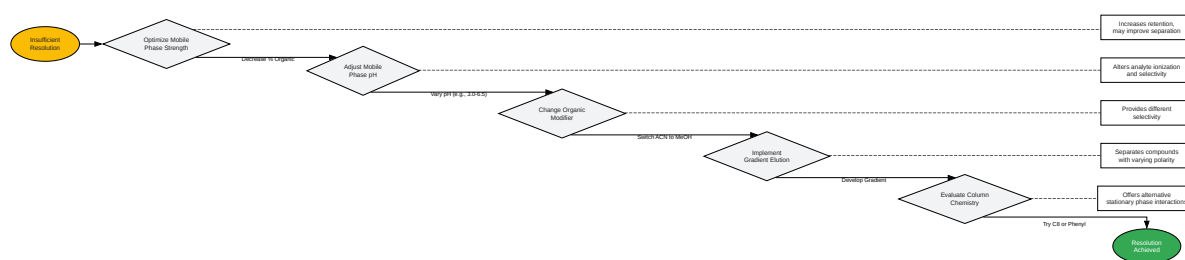 Insufficient
Resolution
Optimize Mobile
Phase Strength
Increases retention,
may improve separation
Decrease % Organic
Adjust Mobile
Phase pH
Alters analyte ionization
and selectivity
Vary pH (e.g., 3.0-6.5)
Change Organic
Modifier
Provides different
selectivity
Switch ACN to MeOH
Implement
Gradient Elution
Separates compounds
with varying polarity
Develop Gradient
Evaluate Column
Chemistry
Offers alternative
stationary phase interactions
Try C8 or Phenyl
Resolution
Achieved